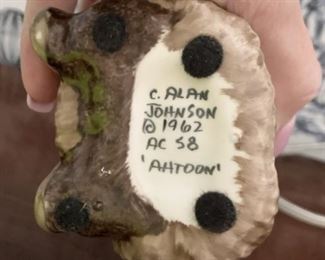 C. ALAN
JOHNSON
© 1962
AC 58
'AHTOON'